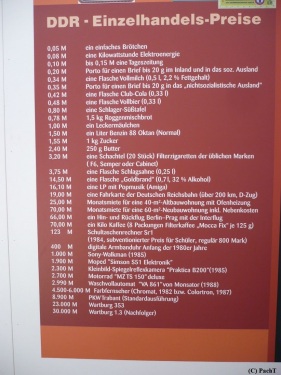 DDR - Einzelhandels-Preise
0,05 M ein einfaches Brötchen
0,08 M eine Kilowattstunde Elektroenergie
0,10 M bis 0,15 M eine Tageszeitung
0,20 M Porto für einen Brief bis 20 g im Inland und in das soz. Ausland
0,34 M eine Flasche Vollmilch (0,5 l, 2,2 % Fettgehalt)
0,35 M Porto für einen Brief bis 20 g in das „nichtsozialistische Ausland"
0,42 M eine Flasche Club-Cola (0,33 l)
0,48 M eine Flasche Vollbier (0,33 l)
0,80 M ein Schlager-Süßtafel
0,78 M 1,5 kg Roggenmischbrot
1,00 M ein Leckermäulchen
1,50 M ein Liter Benzin 88 Oktan (Normal)
1,55 M 1 kg Zucker
2,40 M 250 g Butter
3,20 M eine Schachtel (20 Stück) Filterzigaretten der üblichen Marken
( F6, Semper oder Cabinet)
3,75 M eine Flasche Schlagsahne (0,25 l)
14,50 M eine Flasche „Goldbrand" (0,7l, 32 % Alkohol)
16,10 M eine LP mit Popmusik (Amiga)
19,00 M eine Fahrkarte der Deutschen Reichsbahn (über 200 km, D-Zug)
25,00 M Monatsmiete für eine 40-m²-Altbauwohnung mit Ofenheizung
70,00 M Monatsmiete für eine 60-m²-Neubauwohnung inkl. Nebenkosten
66,00 M ein Hin- und Rückflug Berlin-Prag mit der Interflug
70,00 M ein Kilo Kaffee (8 Packungen Filterkaffee „Mocca Fix" je 125 g)
123 M Schultaschenrechner Sr1
(1984, subventionierter Preis für Schüler, regulär 800 Mark)
400 M digitale Armbanduhr Anfang der 1980er Jahre
1.000 M Sony-Walkman (1985)
1.900 M Moped "Simson S51 Elektronik"
2.300 M Kleinbild-Spiegelreflexkamera "Praktica B200"(1985)
2.700 M Motorrad "MZ TS 150" deluxe
2.990 M Waschvollautomat "VA 861" von Monsator (1988)
4.500-6.000 M Farbfernseher (Chromat, 1982 bzw. Colortron, 1987)
8.900 M PKW Trabant (Standardausführung)
23.000 M Wartburg 353
30.000 M Wartburg 1.3 (Nachfolger)
(C) PachT